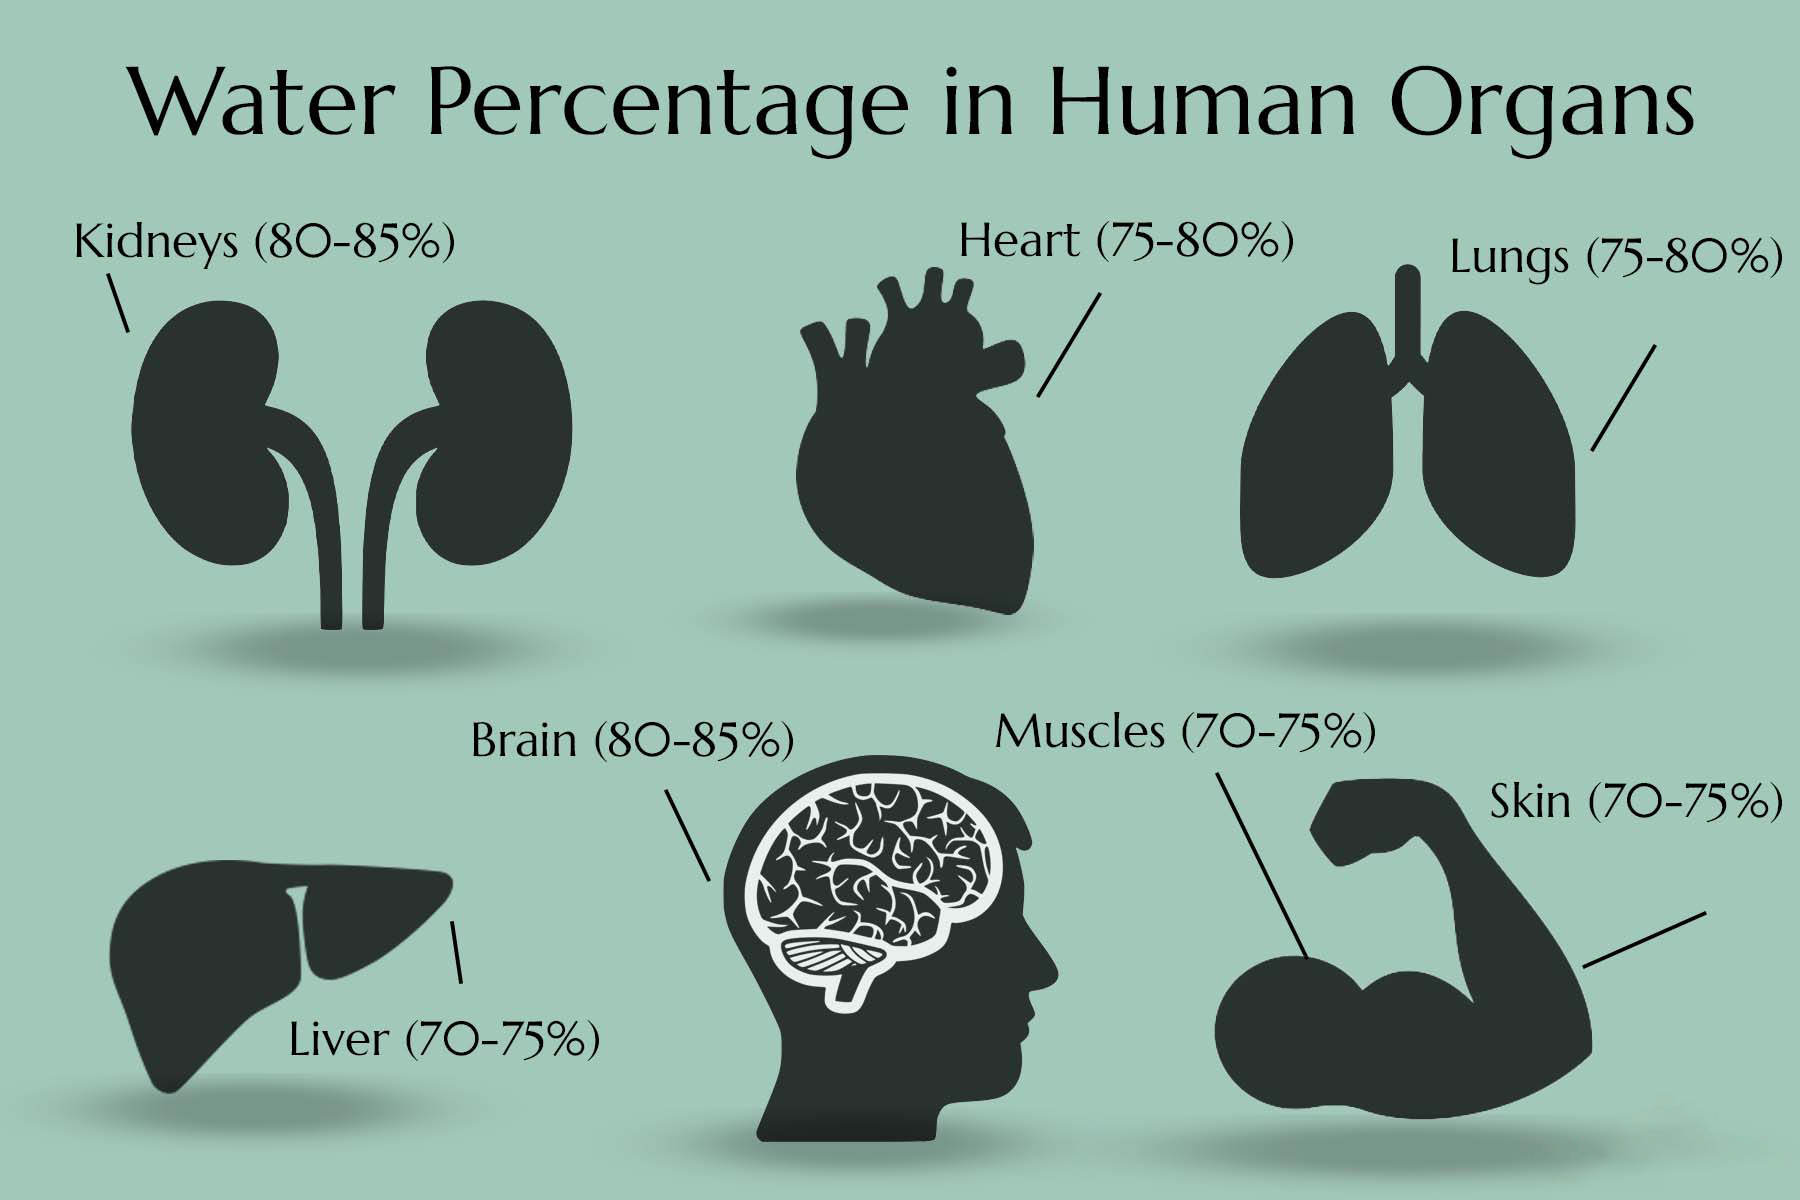 Water Percentage in Human Organs
Kidneys (80-85%)
Heart (75-80%)
Lungs (75-80%)
Brain (80-85%)
Muscles (70-75%)
Skin (70-75%)
Liver (70-75%)